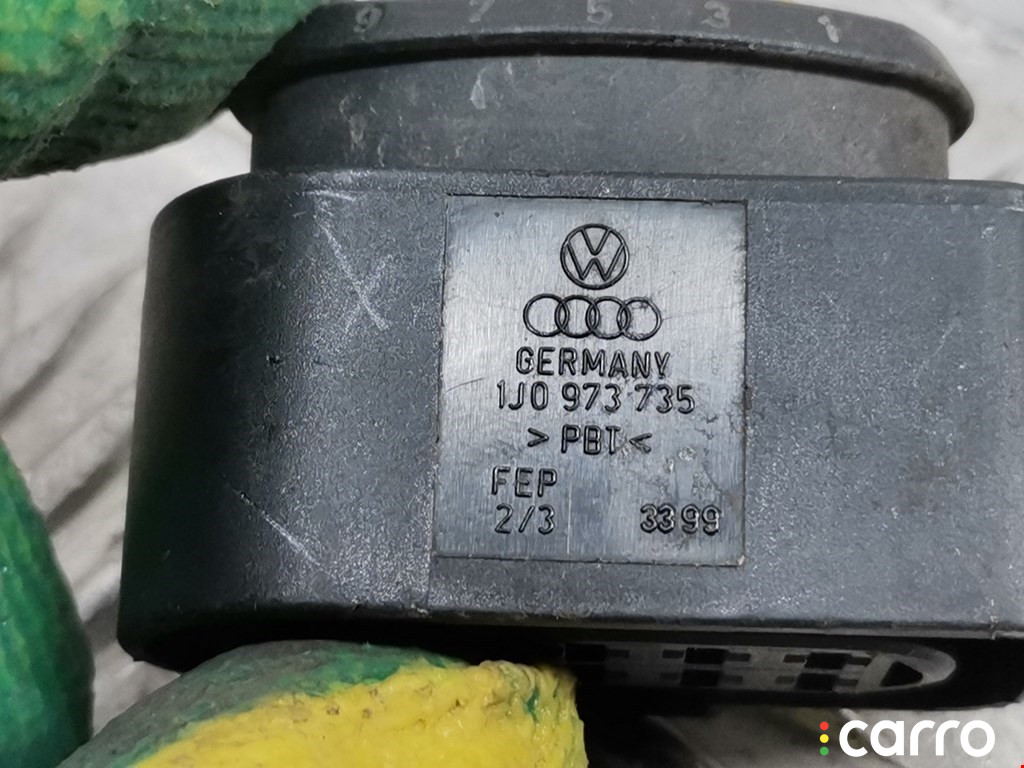 9 7 5 3 1
GERMANY
1J0 973 735
> PBT <
FEP
2/3 3399
carro